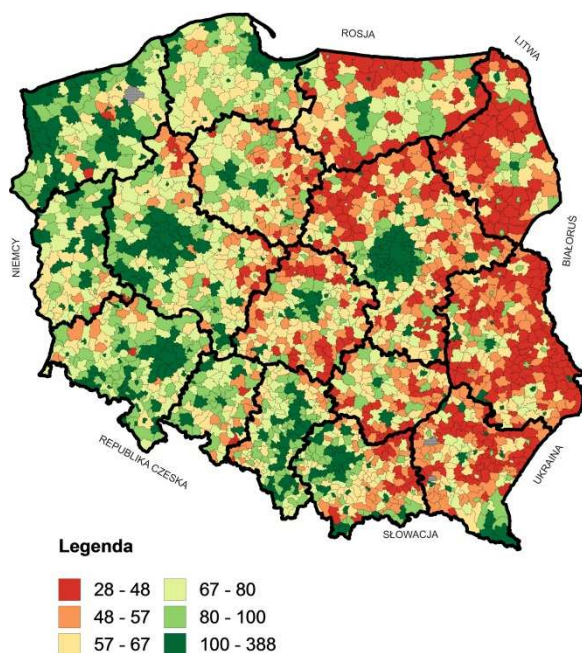 ROSJA
LITWA
NIEMCY
BIAŁORUŚ
REPUBLIKA CZESKA
UKRAINA
SŁOWACJA
Legenda
28 - 48
67 - 80
48 - 57
80 - 100
57 - 67
100 - 388